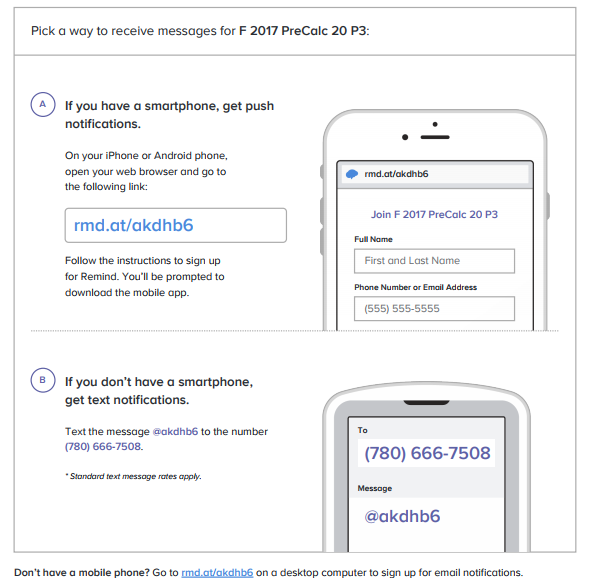 Pick a way to receive messages for F 2017 PreCalc 20 P3:
A
If you have a smartphone, get push
notifications.
On your iPhone or Android phone,
open your web browser and go to
the following link:
rmd.at/akdhb6
Follow the instructions to sign up
for Remind. You'll be prompted to
download the mobile app.
rmd.at/akdhb6
Join F 2017 PreCalc 20 P3
Full Name
First and Last Name
Phone Number or Email Address
(555) 555-5555
B
If you don't have a smartphone,
get text notifications.
Text the message @akdhb6 to the number
(780) 666-7508.
* Standard text message rates apply.
To
(780) 666-7508
Message
@akdhb6
Don't have a mobile phone? Go to rmd.at/akdhb6 on a desktop computer to sign up for email notifications.